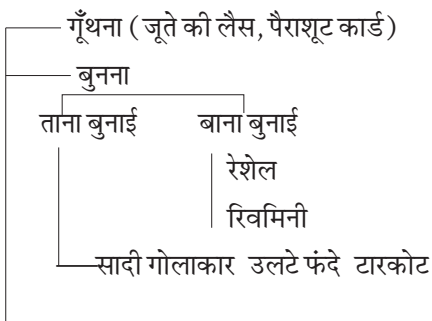 गूँथना (जूते की लैस, पैराशूट कार्ड)
बुनना
ताना बुनाई बाना बुनाई
रेशेल
रिवमिनी
सादी गोलाकार उलटे फंदे टारकोट